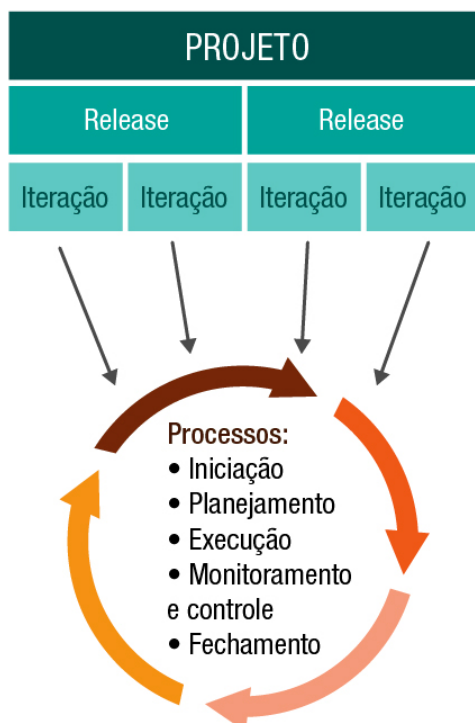 PROJETO
Release Release
Iteração Iteração Iteração Iteração
Processos:
• Iniciação
• Planejamento
• Execução
• Monitoramento
e controle
• Fechamento